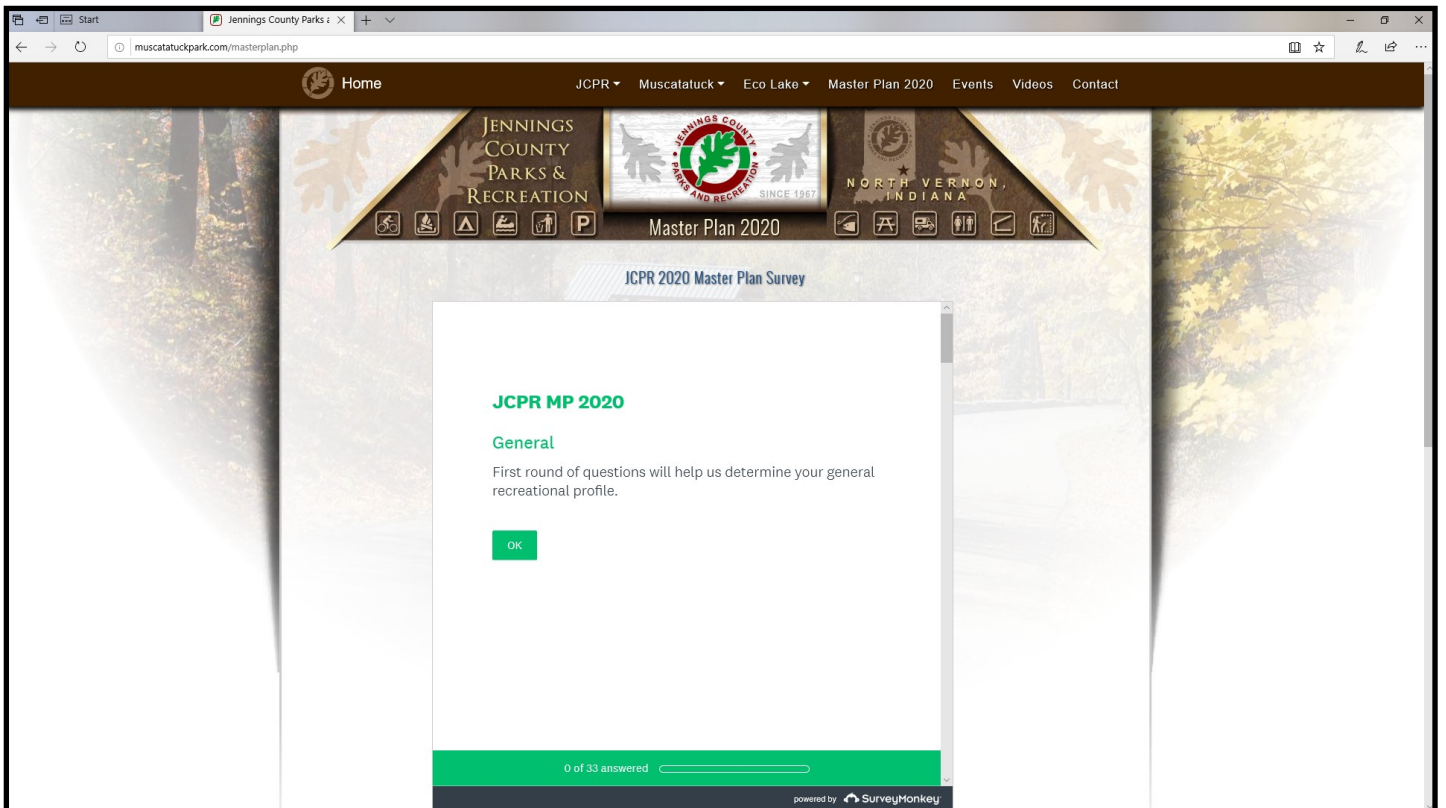 Start
Jennings County Parks a
muscatatuckpark.com/masterplan.php
Home JCPR Muscatatuck Eco Lake Master Plan 2020 Events Videos Contact
JENNINGS
COUNTY
PARKS &
RECREATION
JENNINGS COUNTY
PARKS AND RECREATION
SINCE 1967
NORTH VERNON,
INDIANA
P
Master Plan 2020
JCPR 2020 Master Plan Survey
JCPR MP 2020
General
First round of questions will help us determine your general
recreational profile.
OK
0 of 33 answered
powered by SurveyMonkey